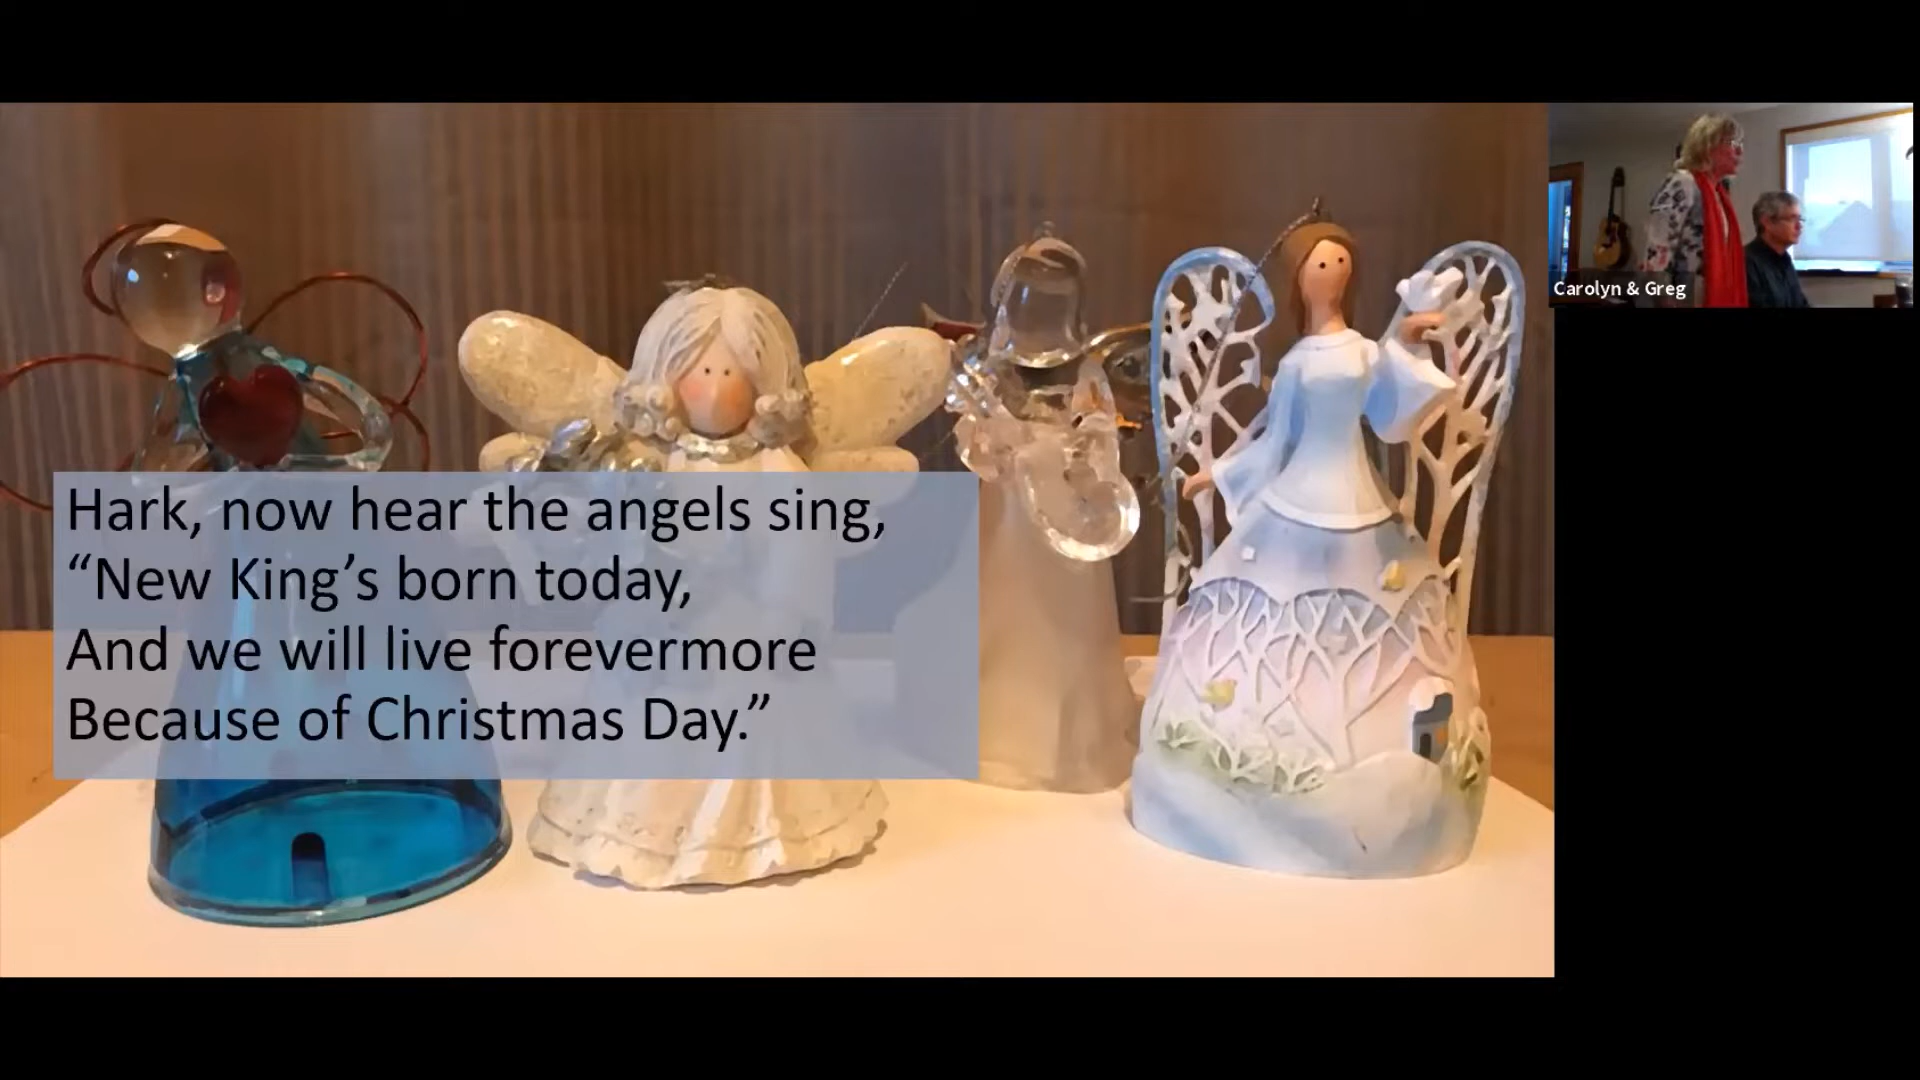 Hark, now hear the angels sing,
“New King’s born today,
And we will live forevermore
Because of Christmas Day.”
Carolyn & Greg